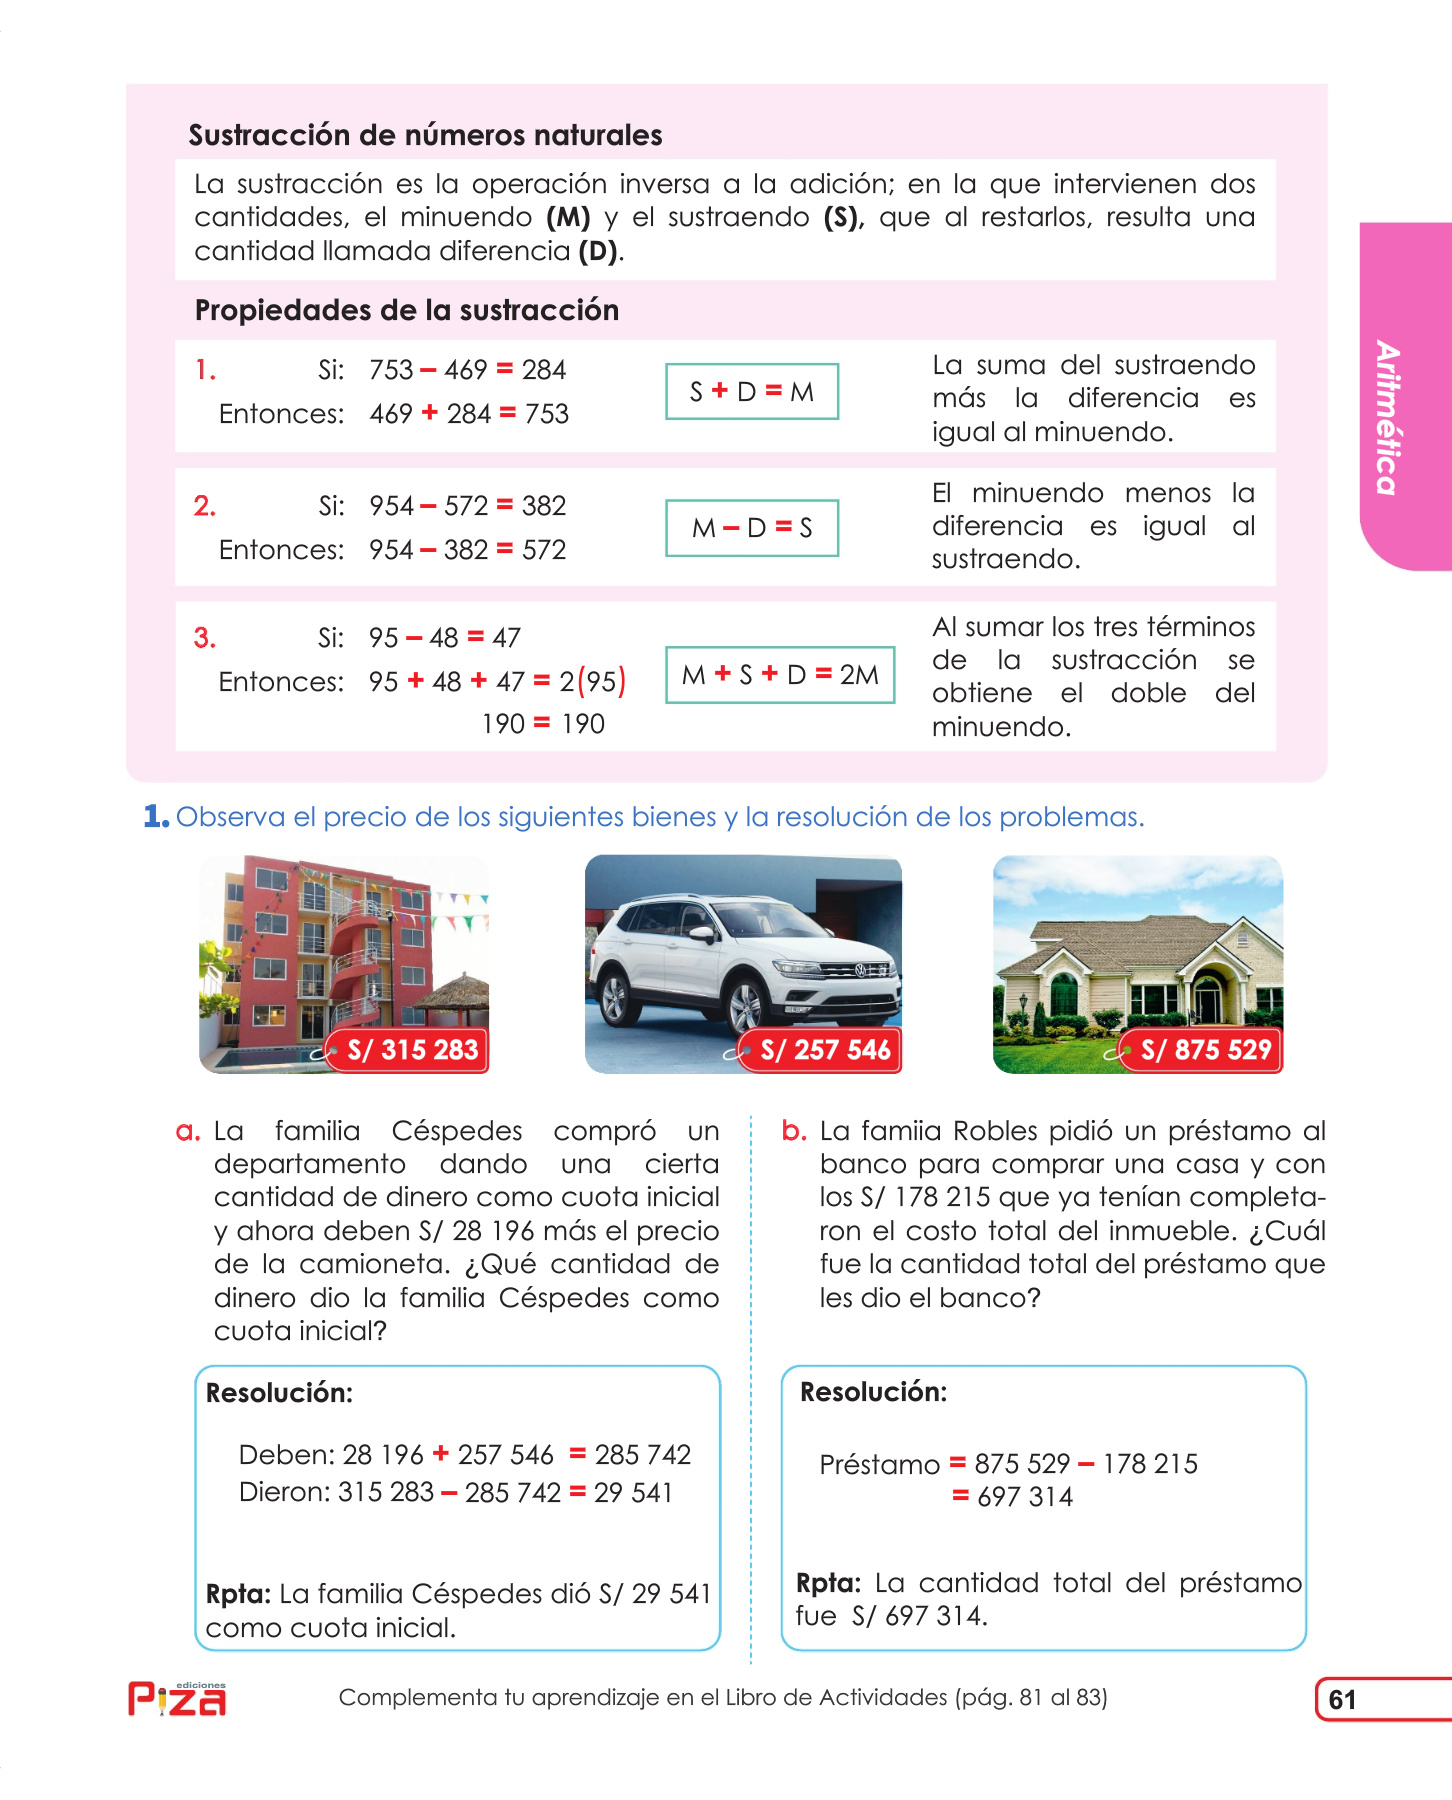 Sustracción de números naturales
La sustracción es la operación inversa a la adición; en la que intervienen dos
cantidades, el minuendo (M) y el sustraendo (S), que al restarlos, resulta una
cantidad llamada diferencia (D).
Propiedades de la sustracción
1. Si: 753 – 469 = 284
Entonces: 469 + 284 = 753
S + D = M
La suma del sustraendo
más la diferencia es
igual al minuendo.
2. Si: 954 – 572 = 382
Entonces: 954 – 382 = 572
M – D = S
El minuendo menos la
diferencia es igual al
sustraendo.
3. Si: 95 – 48 = 47
Entonces: 95 + 48 + 47 = 2(95)
190 = 190
M + S + D = 2M
Al sumar los tres términos
de la sustracción se
obtiene el doble del
minuendo.
Aritmética
1. Observa el precio de los siguientes bienes y la resolución de los problemas.
S/ 315 283
S/ 257 546
S/ 875 529
a. La familia Céspedes compró un
departamento dando una cierta
cantidad de dinero como cuota inicial
y ahora deben S/ 28 196 más el precio
de la camioneta. ¿Qué cantidad de
dinero dio la familia Céspedes como
cuota inicial?
Resolución:
Deben: 28 196 + 257 546 = 285 742
Dieron: 315 283 – 285 742 = 29 541
Rpta: La familia Céspedes dió S/ 29 541
como cuota inicial.
b. La famiia Robles pidió un préstamo al
banco para comprar una casa y con
los S/ 178 215 que ya tenían completa-
ron el costo total del inmueble. ¿Cuál
fue la cantidad total del préstamo que
les dio el banco?
Resolución:
Préstamo = 875 529 – 178 215
= 697 314
Rpta: La cantidad total del préstamo
fue S/ 697 314.
ediciones
Piza
Complementa tu aprendizaje en el Libro de Actividades (pág. 81 al 83)
61